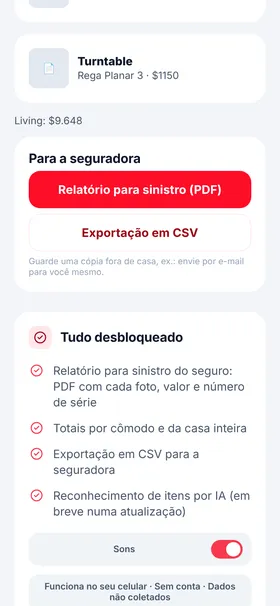 Turntable
Rega Planar 3 · $1150
Living: $9.648
Para a seguradora
Relatório para sinistro (PDF)
Exportação em CSV
Guarde uma cópia fora de casa, ex.: envie por e-mail
para você mesmo.
Tudo desbloqueado
Relatório para sinistro do seguro:
PDF com cada foto, valor e número
de série
Totais por cômodo e da casa inteira
Exportação em CSV para a
seguradora
Reconhecimento de itens por IA (em
breve numa atualização)
Sons
Funciona no seu celular · Sem conta · Dados
não coletados